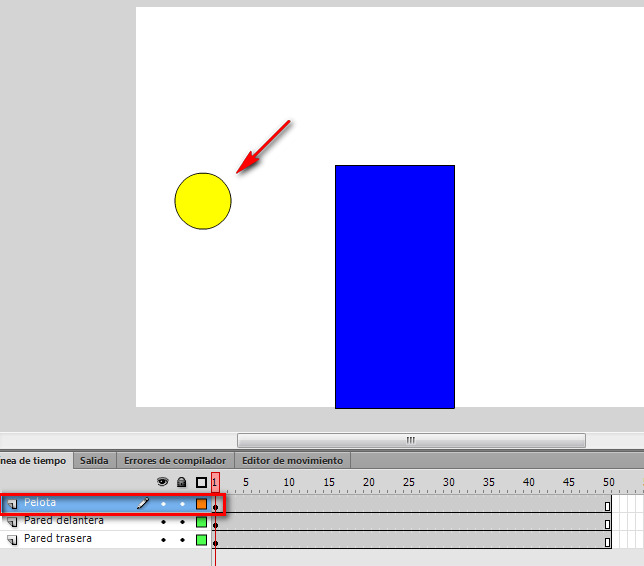 nea de tiempo Salida Errores de compilador Editor de movimiento
1 5 10 15 20 25 30 35 40 45 50
Pelota
Pared delantera
Pared trasera